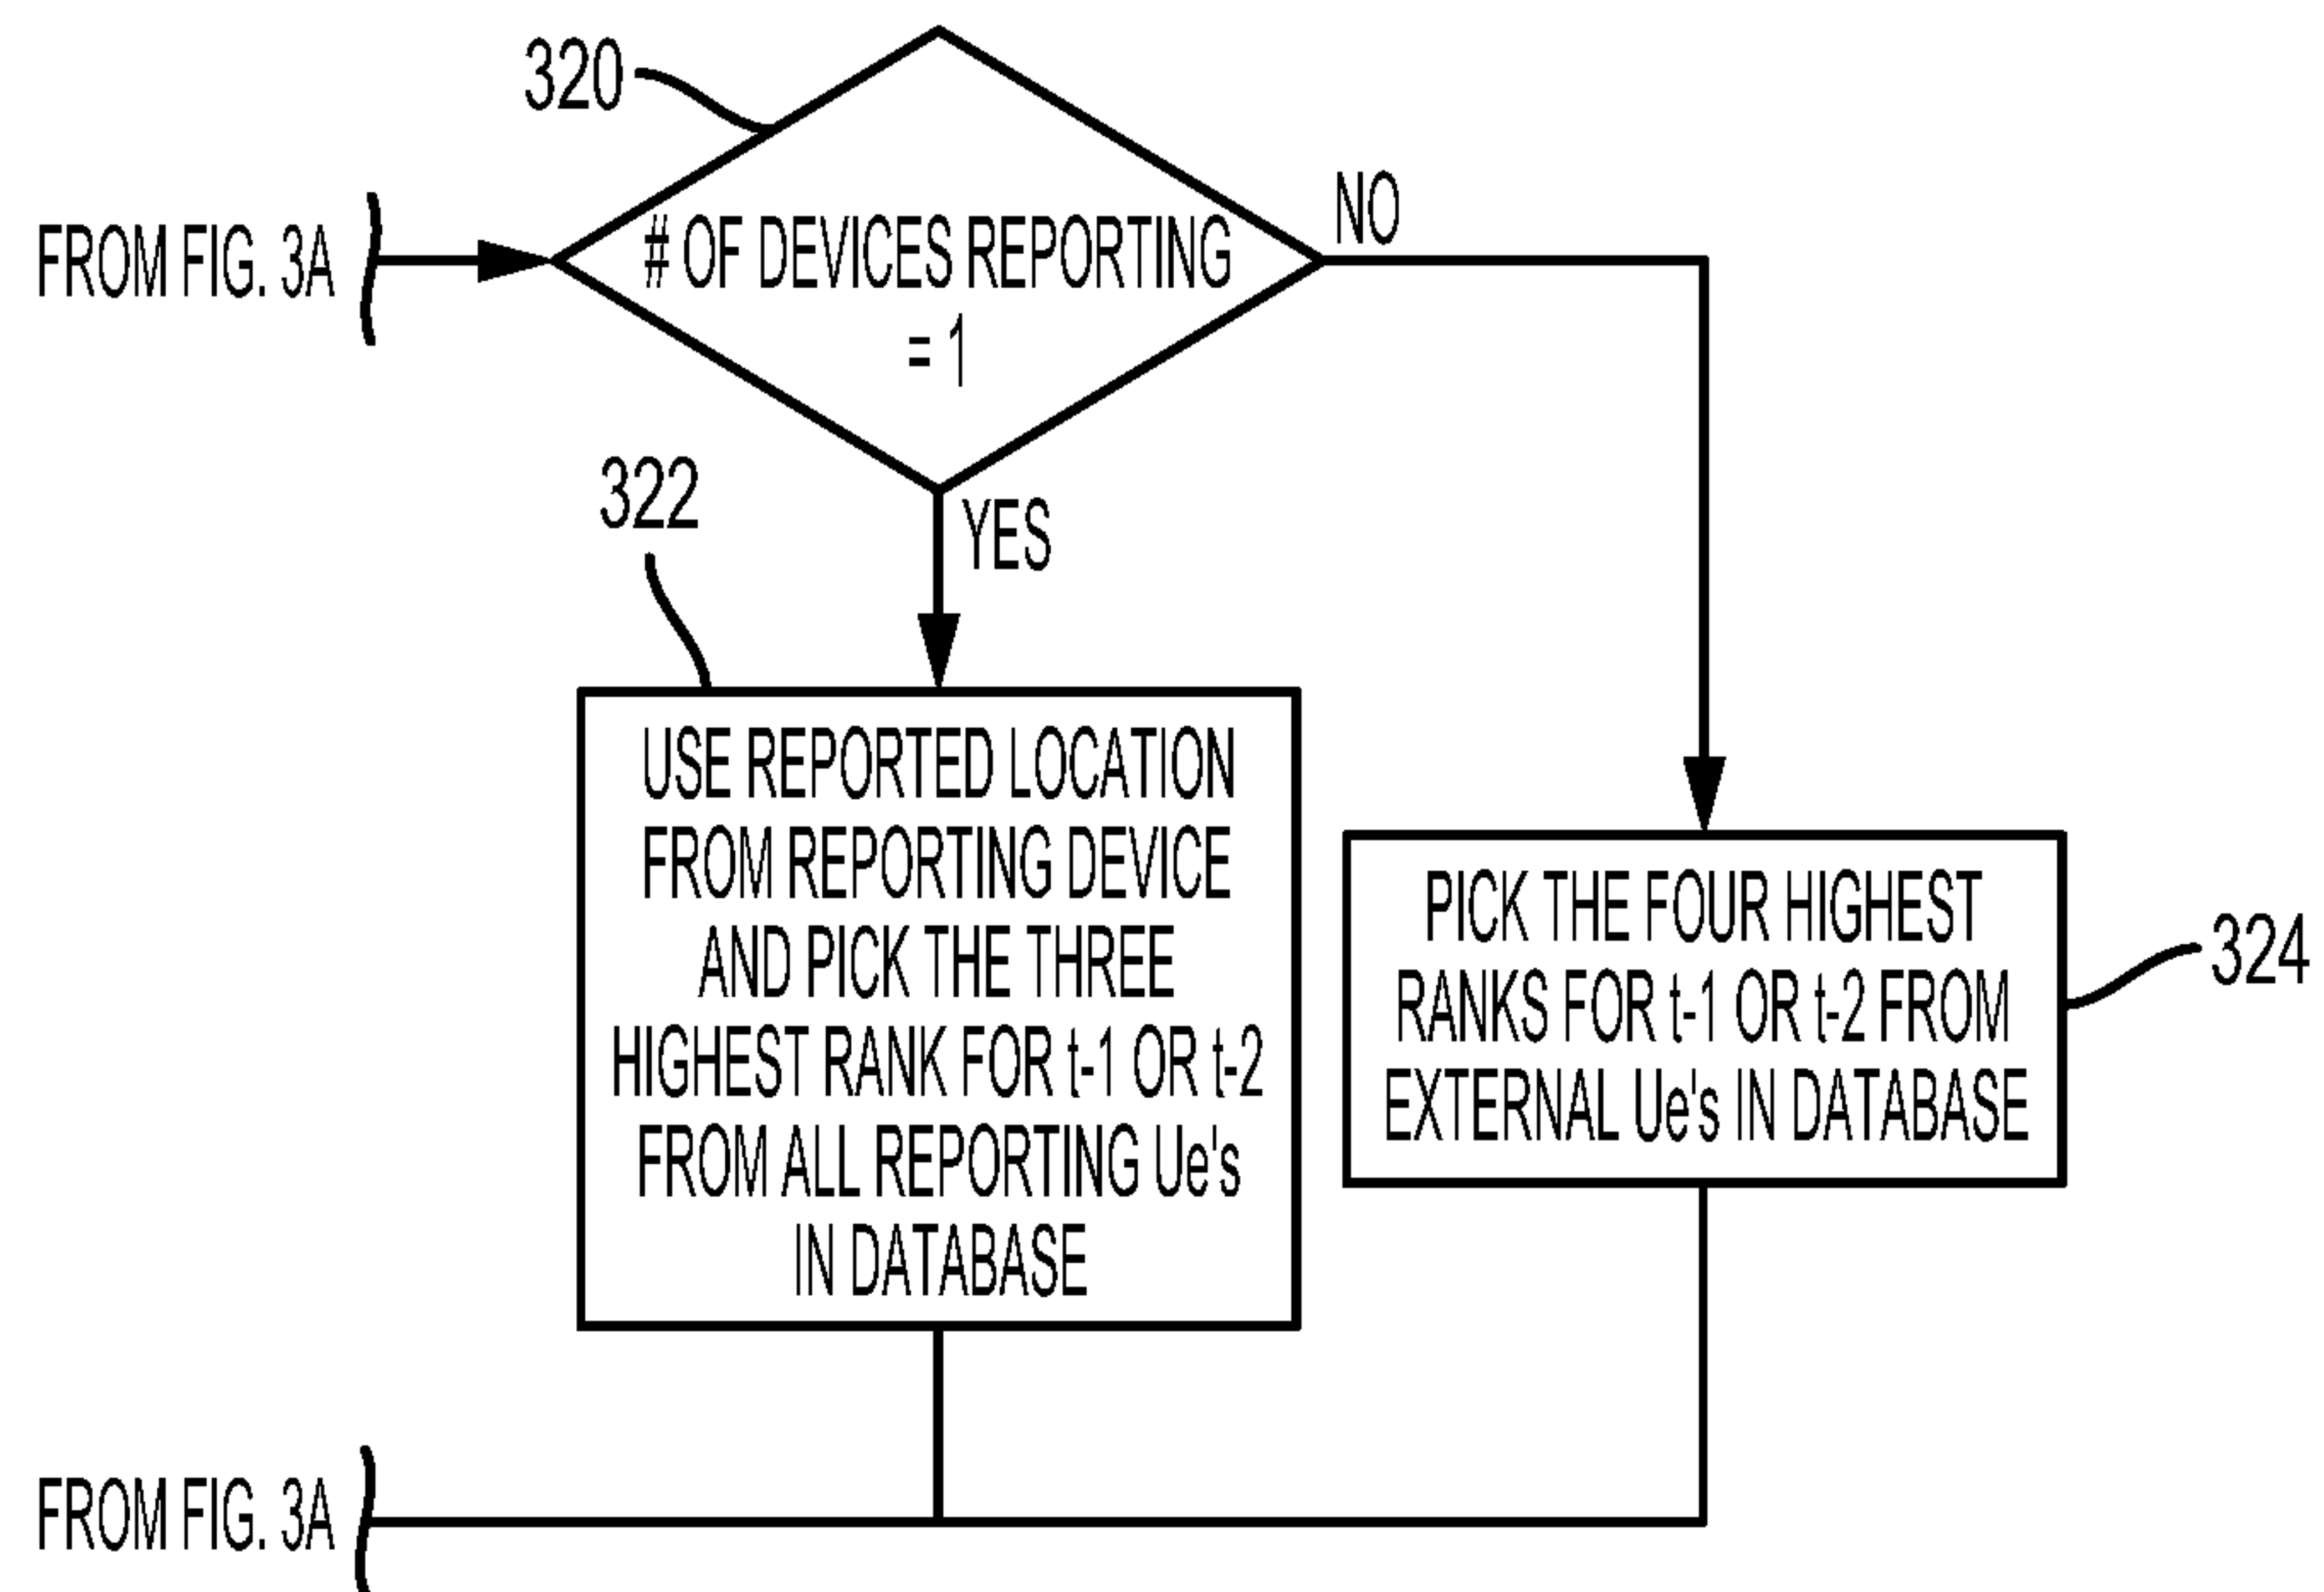 320
NO
FROM FIG. 3A
# OF DEVICES REPORTING
= 1
322
YES
USE REPORTED LOCATION
FROM REPORTING DEVICE
AND PICK THE THREE
HIGHEST RANK FOR t-1 OR t-2
FROM ALL REPORTING Ue's
IN DATABASE
PICK THE FOUR HIGHEST
RANKS FOR t-1 OR t-2 FROM
EXTERNAL Ue's IN DATABASE
324
FROM FIG. 3A